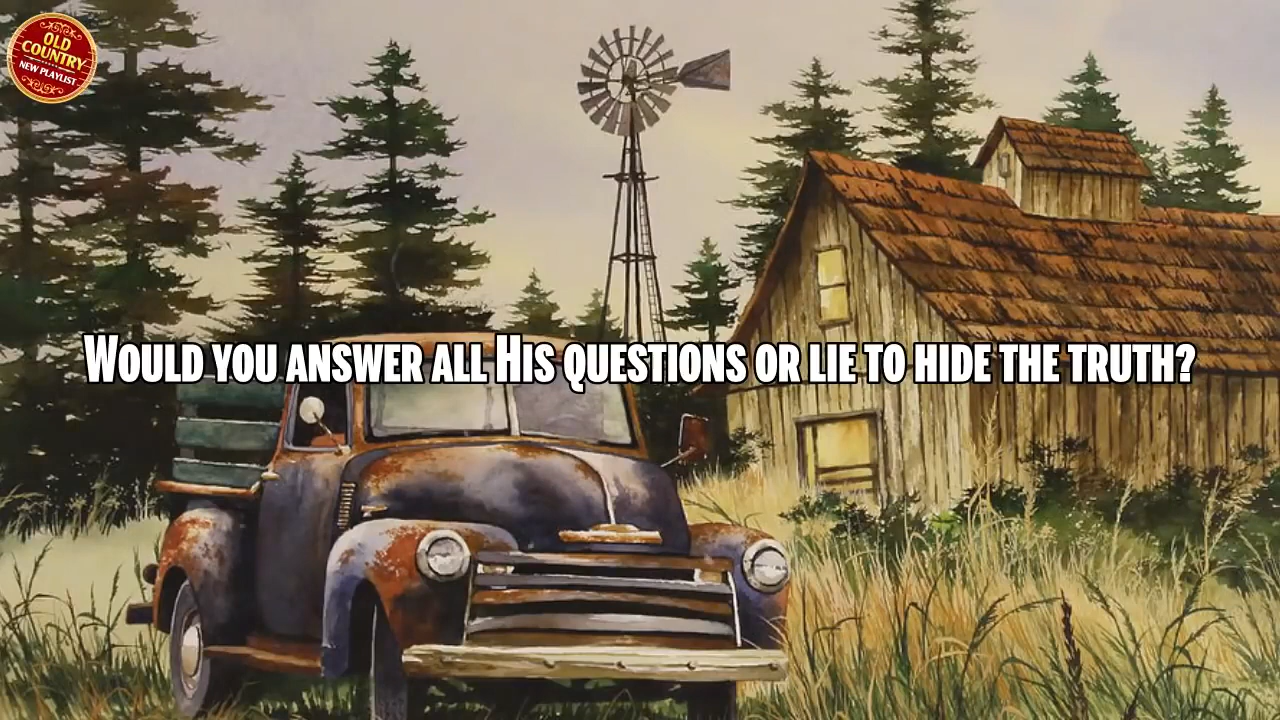 OLD
COUNTRY
NEW PLAYLIST
WOULD YOU ANSWER ALL HIS QUESTIONS OR LIE TO HIDE THE TRUTH?